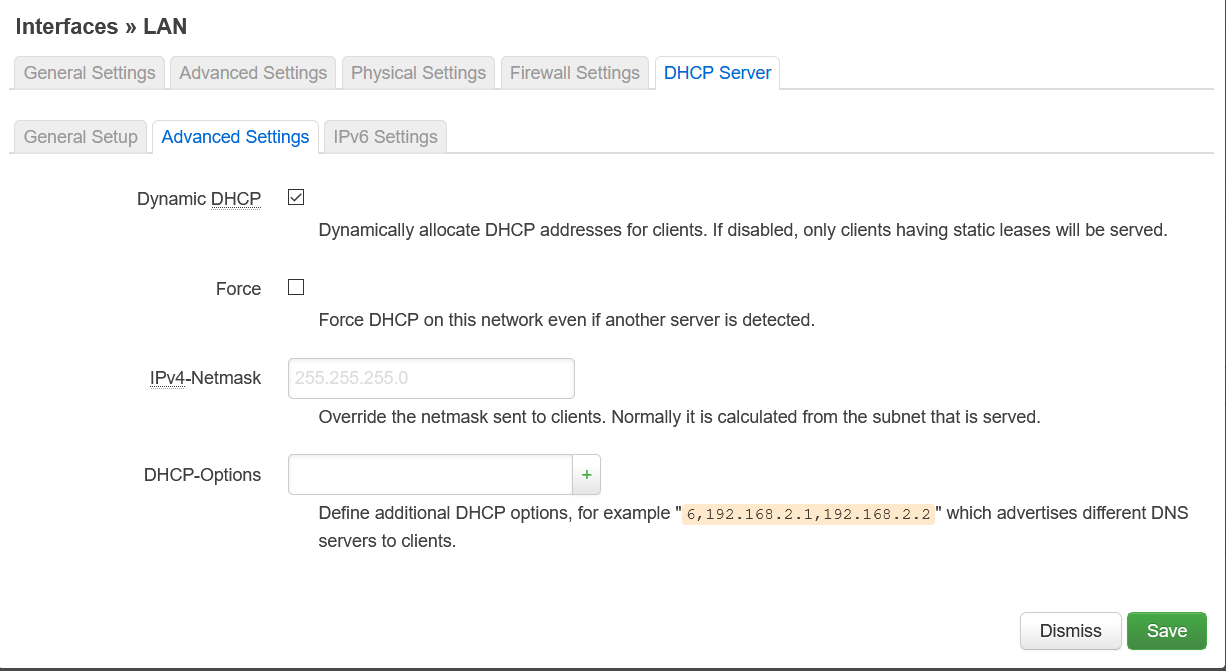 Interfaces » LAN
General Settings Advanced Settings Physical Settings Firewall Settings DHCP Server
General Setup Advanced Settings IPv6 Settings
Dynamic DHCP
Dynamically allocate DHCP addresses for clients. If disabled, only clients having static leases will be served.
Force
Force DHCP on this network even if another server is detected.
IPv4-Netmask 255.255.255.0
Override the netmask sent to clients. Normally it is calculated from the subnet that is served.
DHCP-Options +
Define additional DHCP options, for example "6,192.168.2.1,192.168.2.2" which advertises different DNS
servers to clients.
Dismiss Save